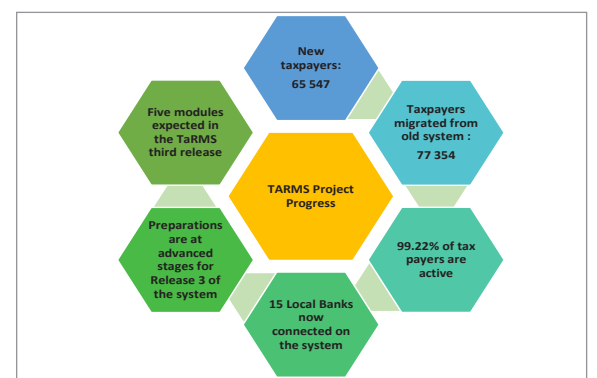 New
taxpayers:
65 547
Taxpayers
migrated from
old system :
77 354
99.22% of tax
payers are
active
15 Local Banks
now
connected on
the system
Preparations
are at
advanced
stages for
Release 3 of
the system
Five modules
expected in
the TaRMS
third release
TARMS Project
Progress